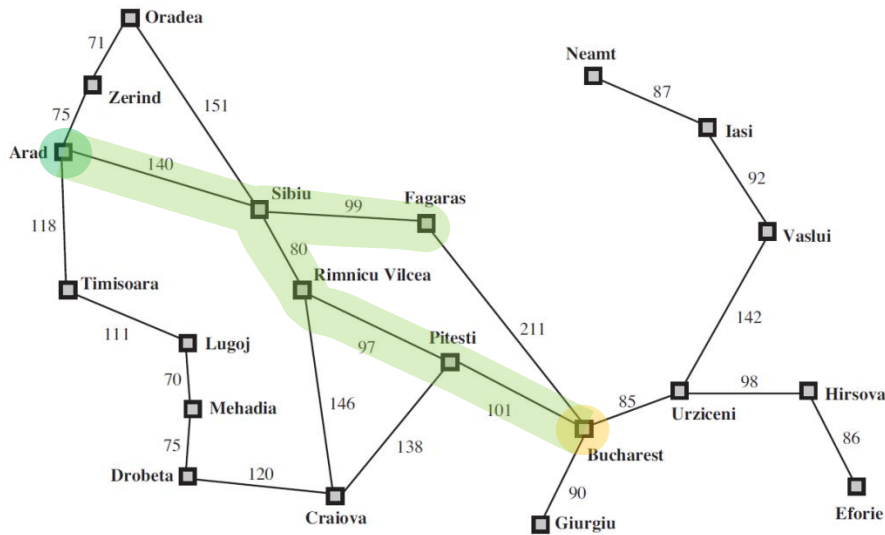 Oradea
71
Neamt
Zerind
87
151
75
Iasi
Arad
140
92
Sibiu
99
Fagaras
118
80
Vaslui
Timisoara
Rimnicu Vilcea
111
Lugoj
97
Pitesti
211
142
70
98
Hirsova
Mehadia
146
101
85
Urziceni
75
138
86
Bucharest
Drobeta
120
90
Craiova
Giurgiu
Eforie